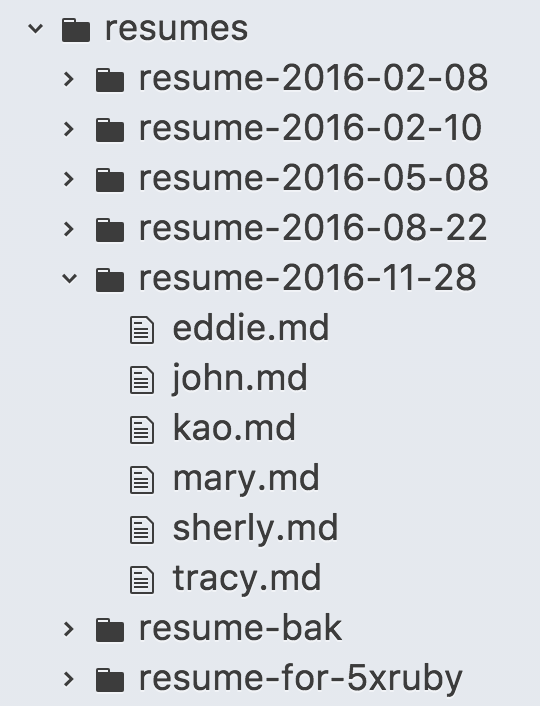 resumes
resume-2016-02-08
resume-2016-02-10
resume-2016-05-08
resume-2016-08-22
resume-2016-11-28
eddie.md
john.md
kao.md
mary.md
sherly.md
tracy.md
resume-bak
resume-for-5xruby